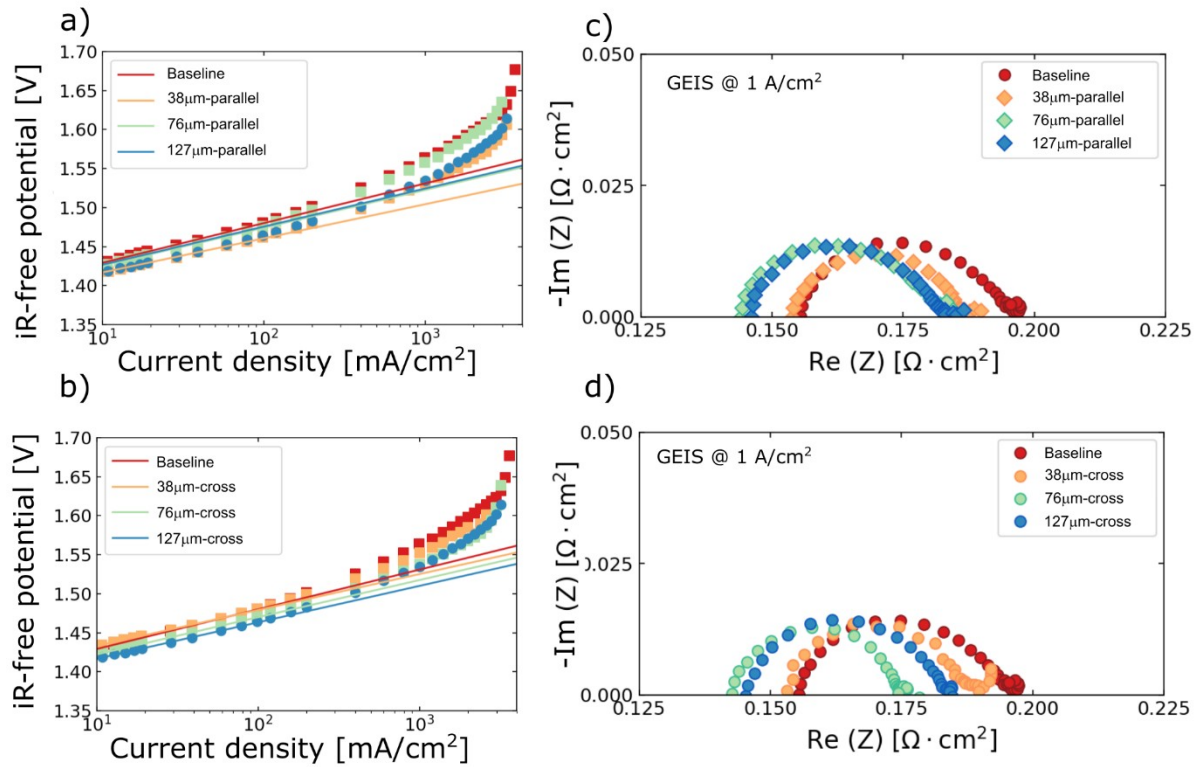 a)
iR-free potential [V]
1.70
1.65
1.60
1.55
1.50
1.45
1.40
1.35
Baseline
38μm-parallel
76μm-parallel
127μm-parallel
10¹ 10² 10³
Current density [mA/cm²]
c)
-Im (Z) [Ω·cm²]
0.050
0.025
0.000
GEIS @ 1 A/cm²
Baseline
38μm-parallel
76μm-parallel
127μm-parallel
0.125 0.150 0.175 0.200 0.225
Re (Z) [Ω·cm²]
b)
iR-free potential [V]
1.70
1.65
1.60
1.55
1.50
1.45
1.40
1.35
Baseline
38μm-cross
76μm-cross
127μm-cross
10¹ 10² 10³
Current density [mA/cm²]
d)
-Im (Z) [Ω·cm²]
0.050
0.025
0.000
GEIS @ 1 A/cm²
Baseline
38μm-cross
76μm-cross
127μm-cross
0.125 0.150 0.175 0.200 0.225
Re (Z) [Ω·cm²]